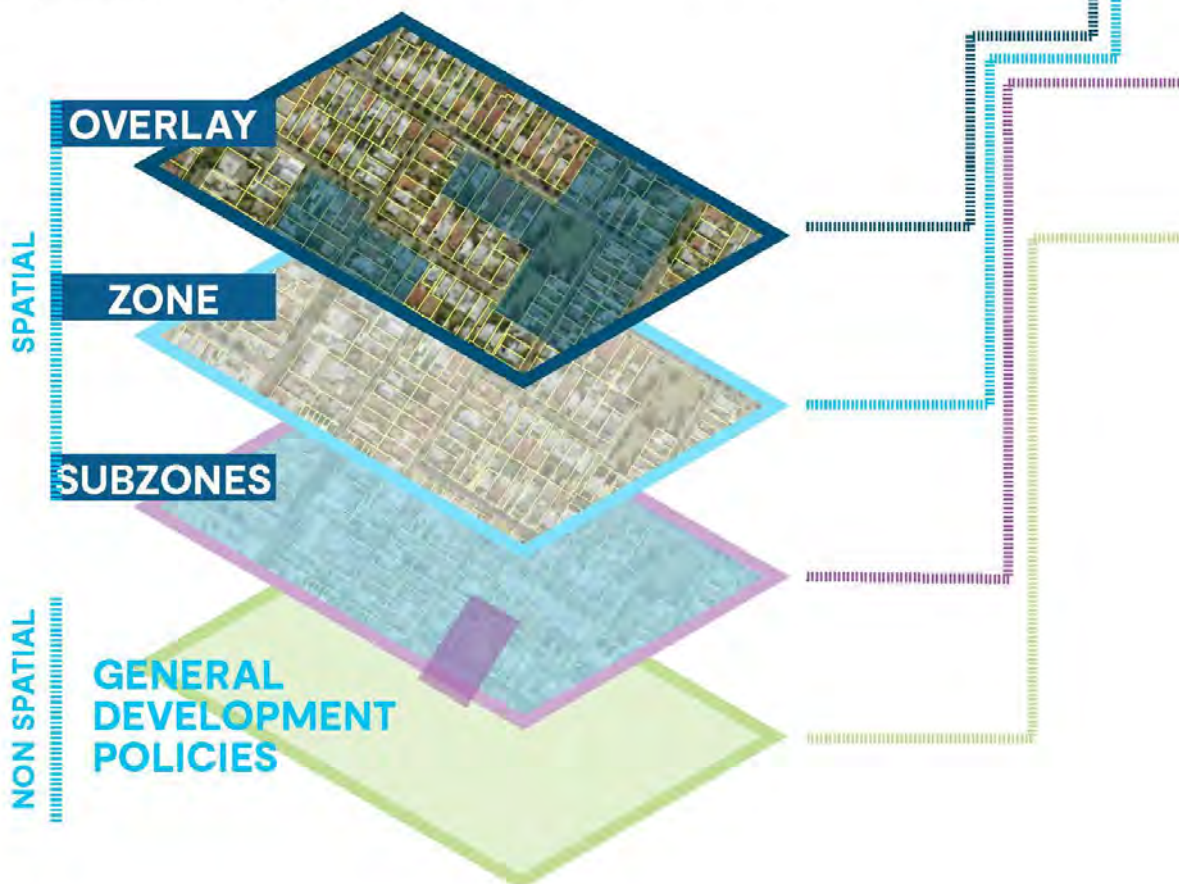 OVERLAY
ZONE
SUBZONES
SPATIAL
GENERAL
DEVELOPMENT
POLICIES
NON SPATIAL